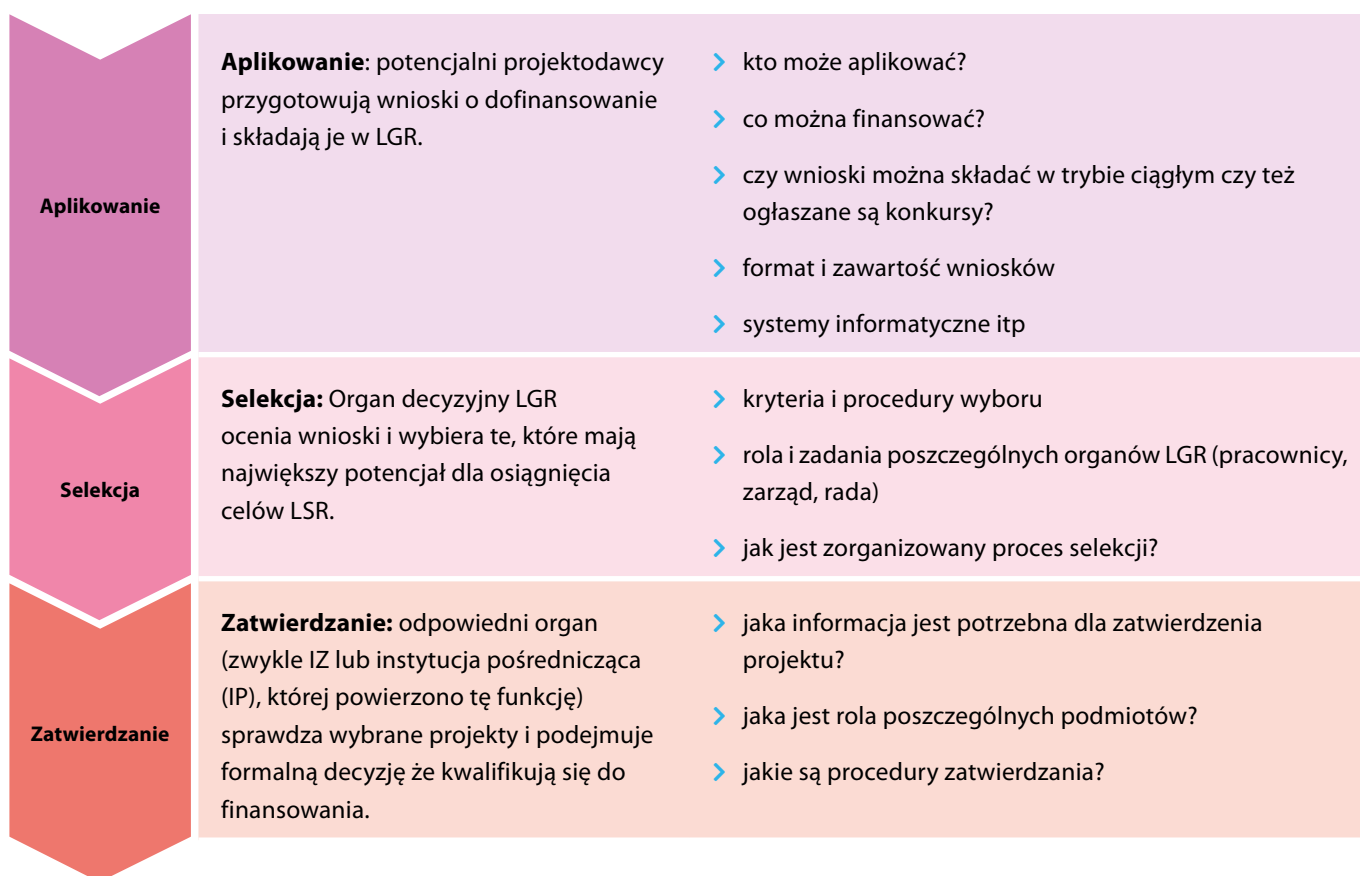 Aplikowanie
Aplikowanie: potencjalni projektodawcy
przygotowują wnioski o dofinansowanie
i składają je w LGR.
kto może aplikować?
co można finansować?
czy wnioski można składać w trybie ciągłym czy też
ogłaszane są konkursy?
format i zawartość wniosków
systemy informatyczne itp
Selekcja
Selekcja: Organ decyzyjny LGR
ocenia wnioski i wybiera te, które mają
największy potencjał dla osiągnięcia
celów LSR.
kryteria i procedury wyboru
rola i zadania poszczególnych organów LGR (pracownicy,
zarząd, rada)
jak jest zorganizowany proces selekcji?
Zatwierdzanie
Zatwierdzanie: odpowiedni organ
(zwykle IZ lub instytucja pośrednicząca
(IP), której powierzono tę funkcję)
sprawdza wybrane projekty i podejmuje
formalną decyzję że kwalifikują się do
finansowania.
jaka informacja jest potrzebna dla zatwierdzenia
projektu?
jaka jest rola poszczególnych podmiotów?
jakie są procedury zatwierdzania?